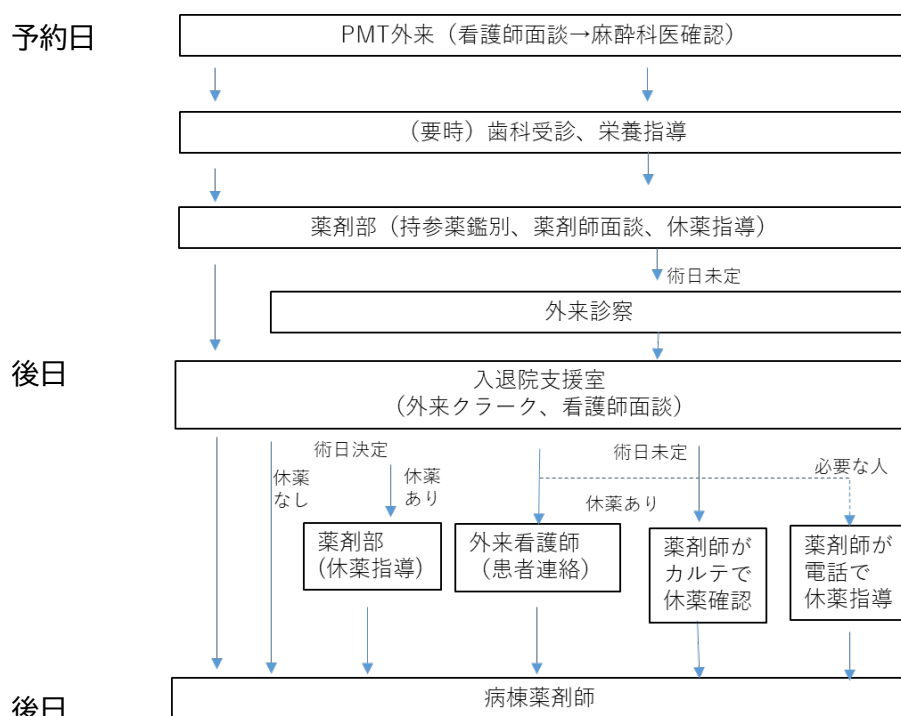 予約日
PMT外来（看護師面談→麻酔科医確認）
（要時）歯科受診、栄養指導
薬剤部（持参薬鑑別、薬剤師面談、休薬指導）
術日未定
外来診察
後日
入退院支援室
（外来クラーク、看護師面談）
術日決定
術日未定
必要な人
休薬
なし
休薬
あり
休薬あり
薬剤部
(休薬指導)
外来看護師
（患者連絡）
薬剤師が
カルテで
休薬確認
薬剤師が
電話で
休薬指導
後日
病棟薬剤師